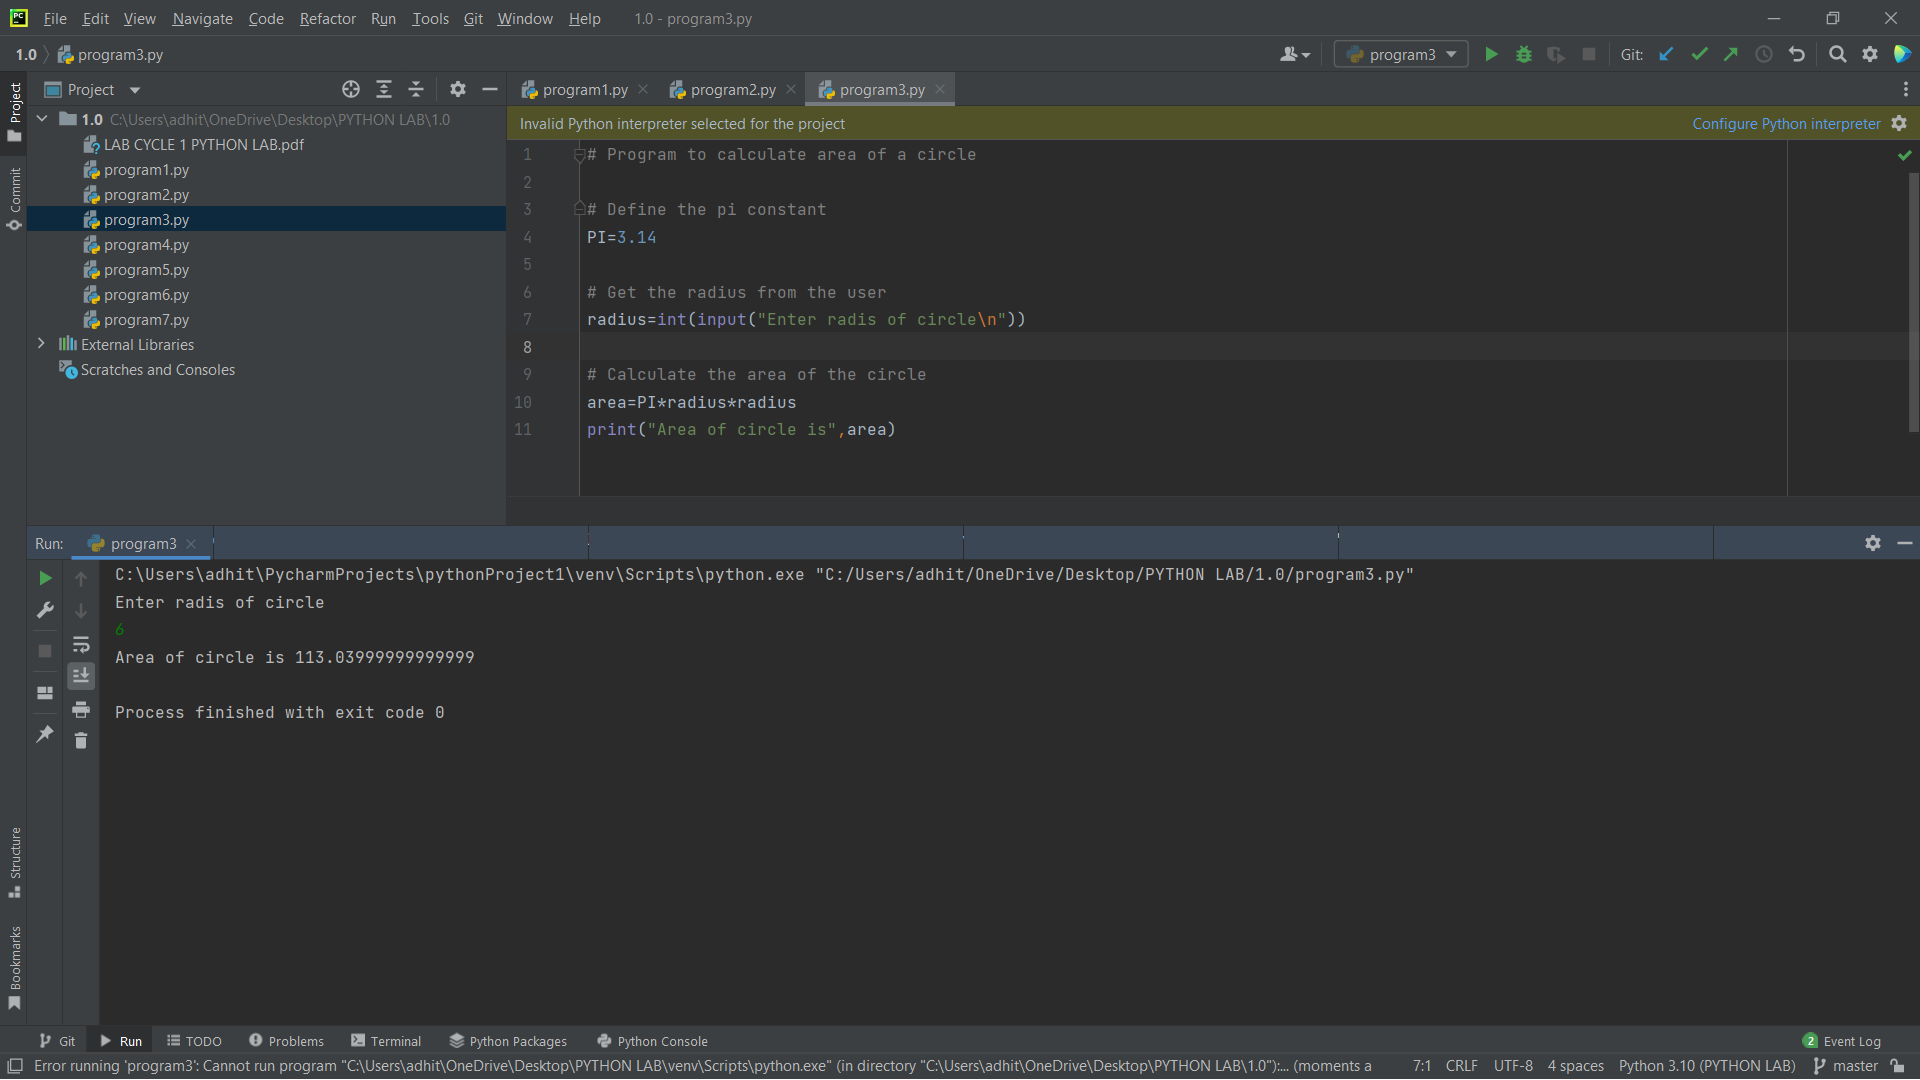 File Edit View Navigate Code Refactor Run Tools Git Window Help 1.0 - program3.py
1.0 program3.py program3 Git:
Project
Project
Commit
Structure
Bookmarks
1.0 C:\Users\adhit\OneDrive\Desktop\PYTHON LAB\1.0
LAB CYCLE 1 PYTHON LAB.pdf
program1.py
program2.py
program3.py
program4.py
program5.py
program6.py
program7.py
External Libraries
Scratches and Consoles
program1.py program2.py program3.py
Invalid Python interpreter selected for the project Configure Python interpreter
1 # Program to calculate area of a circle
2
3 # Define the pi constant
4 PI=3.14
5
6 # Get the radius from the user
7 radius=int(input("Enter radis of circle\n"))
8
9 # Calculate the area of the circle
10 area=PI*radius*radius
11 print("Area of circle is",area)
Run: program3
C:\Users\adhit\PycharmProjects\pythonProject1\venv\Scripts\python.exe "C:/Users/adhit/OneDrive/Desktop/PYTHON LAB/1.0/program3.py"
Enter radis of circle
6
Area of circle is 113.03999999999999
Process finished with exit code 0
Git Run TODO Problems Terminal Python Packages Python Console 2 Event Log
Error running 'program3': Cannot run program "C:\Users\adhit\OneDrive\Desktop\PYTHON LAB\venv\Scripts\python.exe" (in directory "C:\Users\adhit\OneDrive\Desktop\PYTHON LAB\1.0"):... (moments a 7:1 CRLF UTF-8 4 spaces Python 3.10 (PYTHON LAB) master